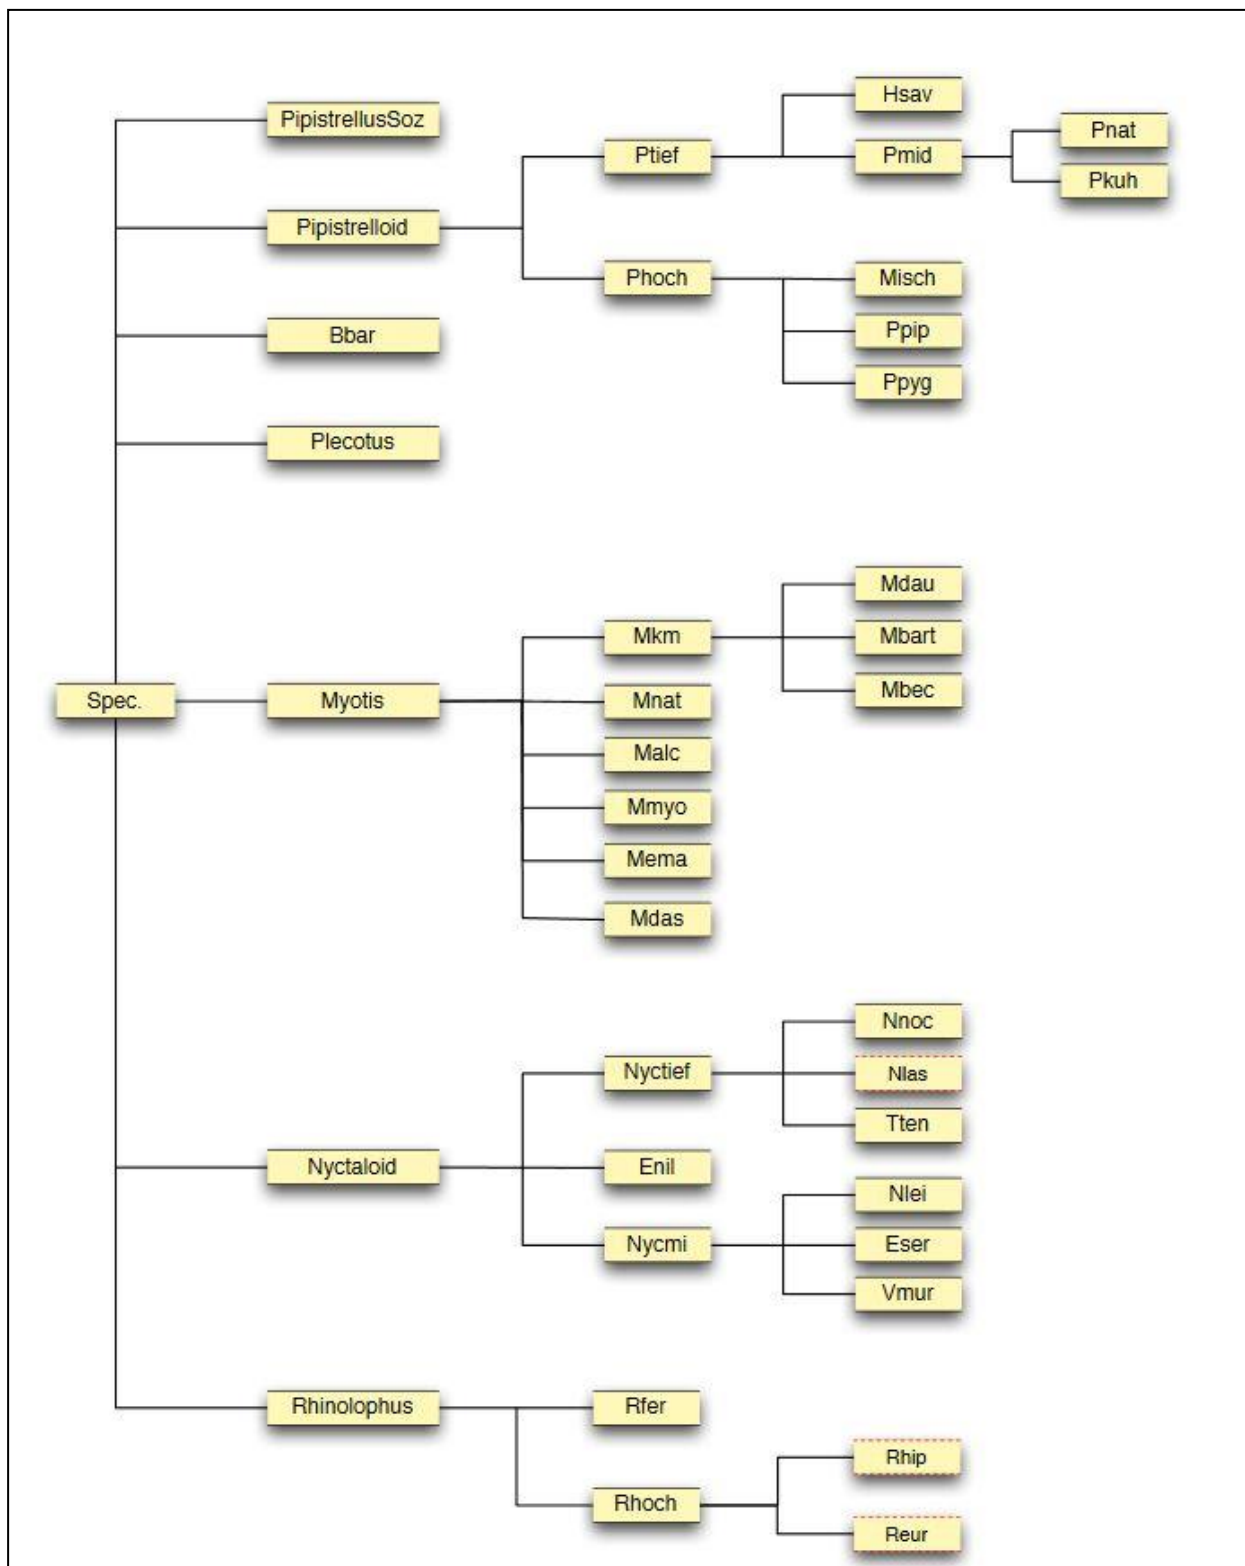 Spec.
PipistrellusSoz
Pipistrelloid
Ptief
Hsav
Pmid
Pnat
Pkuh
Phoch
Misch
Ppip
Ppyg
Bbar
Plecotus
Myotis
Mkm
Mdau
Mbart
Mbec
Mnat
Malc
Mmyo
Mema
Mdas
Nyctaloid
Nyctief
Nnoc
Nlas
Tten
Enil
Nycmi
Nlei
Eser
Vmur
Rhinolophus
Rfer
Rhoch
Rhip
Reur